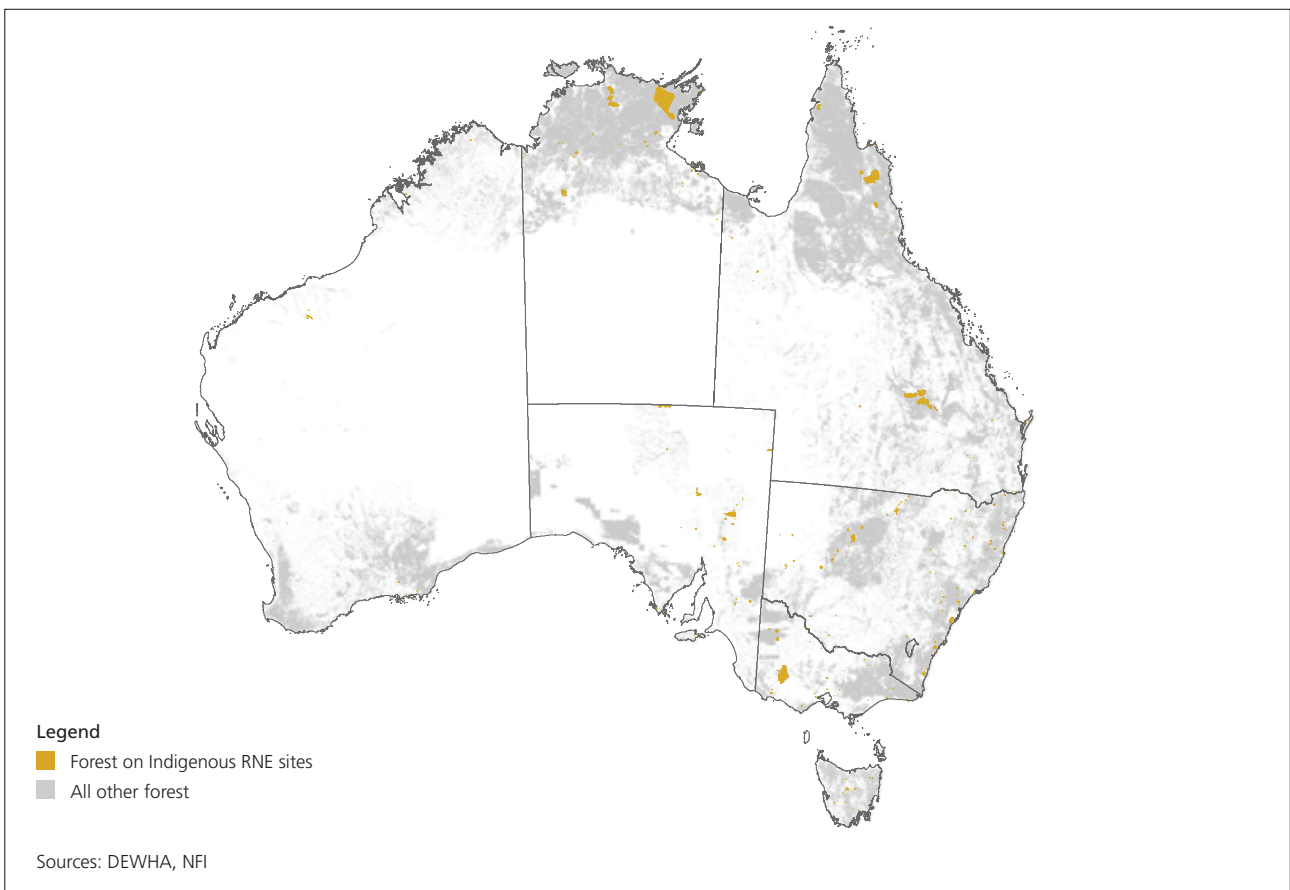 Legend
Forest on Indigenous RNE sites
All other forest
Sources: DEWHA, NFI